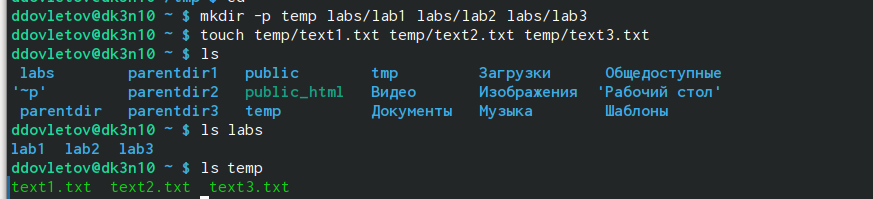 ddovletov@dk3n10 ~ $ mkdir -p temp labs/lab1 labs/lab2 labs/lab3
ddovletov@dk3n10 ~ $ touch temp/text1.txt temp/text2.txt temp/text3.txt
ddovletov@dk3n10 ~ $ ls
labs parentdir1 public tmp Загрузки Общедоступные
'~p' parentdir2 public_html Видео Изображения 'Рабочий стол'
parentdir parentdir3 temp Документы Музыка Шаблоны
ddovletov@dk3n10 ~ $ ls labs
lab1 lab2 lab3
ddovletov@dk3n10 ~ $ ls temp
text1.txt text2.txt text3.txt